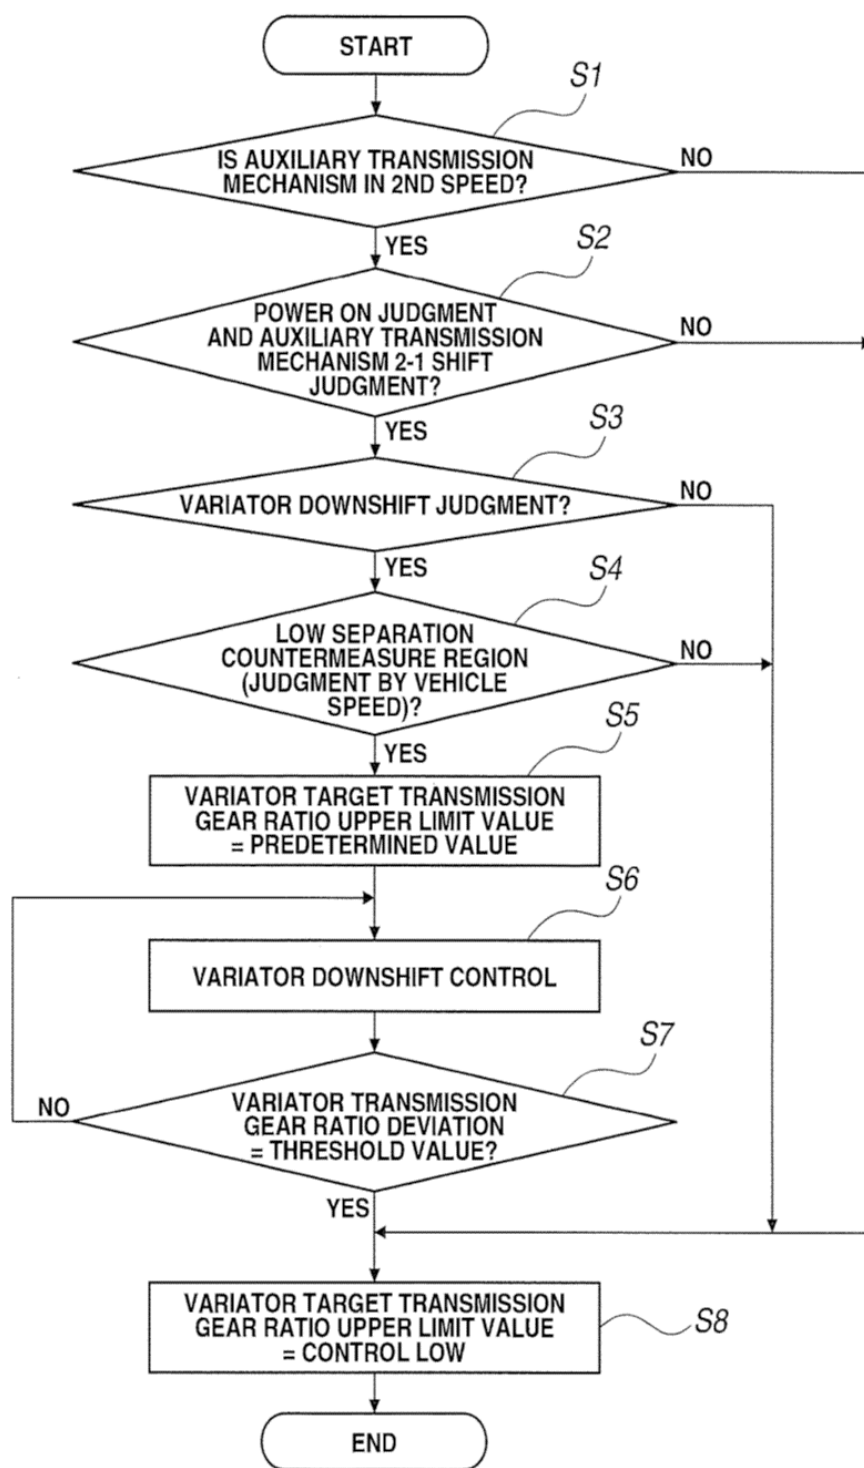 START
S1
IS AUXILIARY TRANSMISSION
MECHANISM IN 2ND SPEED?
NO
YES
S2
POWER ON JUDGMENT
AND AUXILIARY TRANSMISSION
MECHANISM 2-1 SHIFT
JUDGMENT?
NO
YES
S3
VARIATOR DOWNSHIFT JUDGMENT?
NO
YES
S4
LOW SEPARATION
COUNTERMEASURE REGION
(JUDGMENT BY VEHICLE
SPEED)?
NO
YES
S5
VARIATOR TARGET TRANSMISSION
GEAR RATIO UPPER LIMIT VALUE
= PREDETERMINED VALUE
S6
VARIATOR DOWNSHIFT CONTROL
S7
VARIATOR TRANSMISSION
GEAR RATIO DEVIATION
= THRESHOLD VALUE?
NO
YES
VARIATOR TARGET TRANSMISSION
GEAR RATIO UPPER LIMIT VALUE
= CONTROL LOW
S8
END